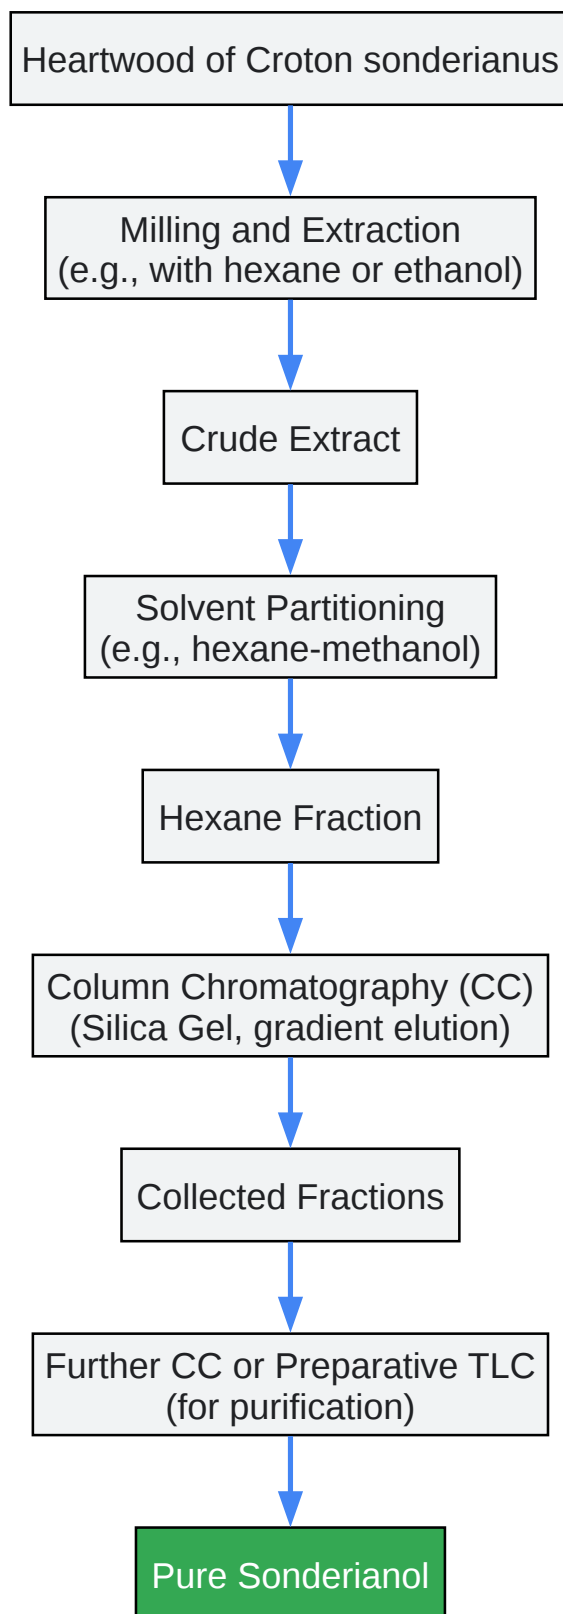 Heartwood of Croton sonderianus
Milling and Extraction
(e.g., with hexane or ethanol)
Crude Extract
Solvent Partitioning
(e.g., hexane-methanol)
Hexane Fraction
Column Chromatography (CC)
(Silica Gel, gradient elution)
Collected Fractions
Further CC or Preparative TLC
(for purification)
Pure Sonderianol